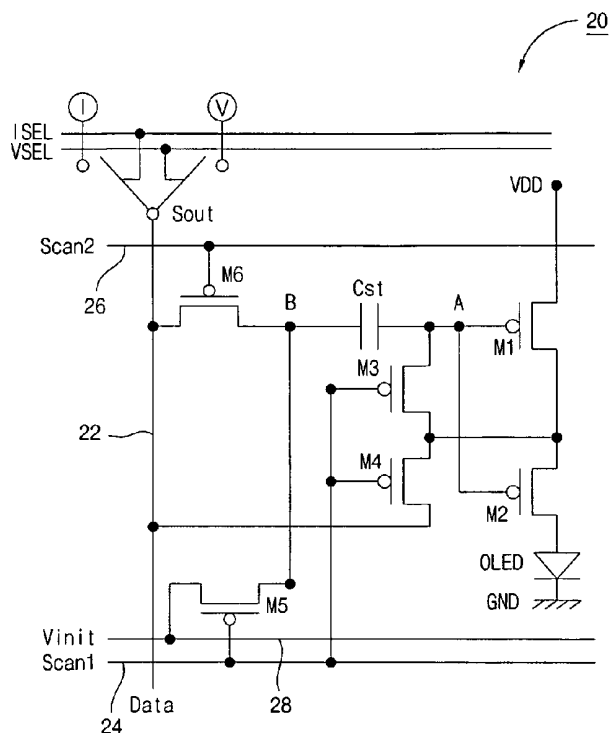 20
I
V
ISEL
VSEL
VDD
Sout
Scan2
26
M6
B
Cst
A
M1
M3
22
M4
M2
OLED
M5
GND
Vinit
Scan1
28
24
Data